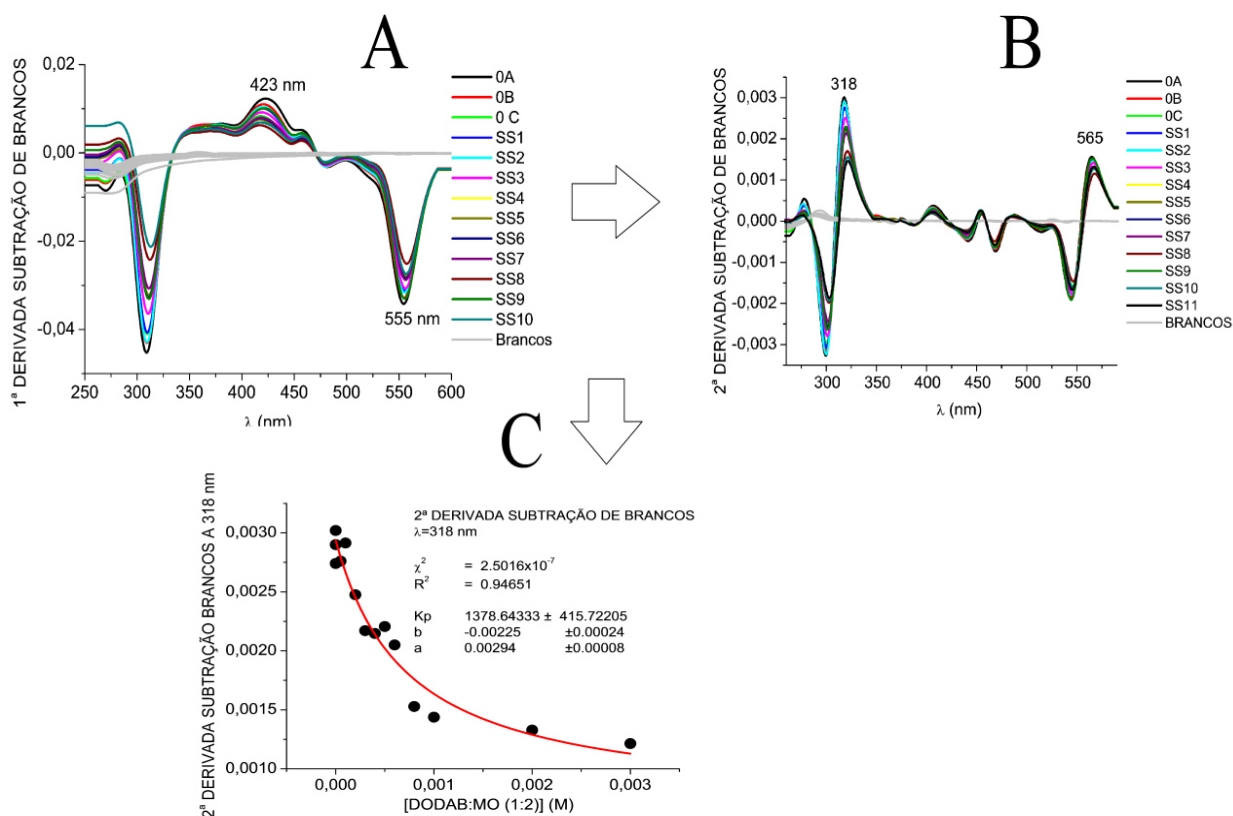 A
1ª DERIVADA SUBTRAÇÃO DE BRANCOS
0,02
0,00
-0,02
-0,04
423 nm
555 nm
250 300 350 400 450 500 550 600
λ (nm)
0A
0B
0 C
SS1
SS2
SS3
SS4
SS5
SS6
SS7
SS8
SS9
SS10
Brancos
B
2ª DERIVADA SUBTRAÇÃO DE BRANCOS
0,003
0,002
0,001
0,000
-0,001
-0,002
-0,003
318
565
300 350 400 450 500 550
λ (nm)
0A
0B
0C
SS1
SS2
SS3
SS4
SS5
SS6
SS7
SS8
SS9
SS10
SS11
BRANCOS
C
2ª DERIVADA SUBTRAÇÃO BRANCOS A 318 nm
0,0030
0,0025
0,0020
0,0015
0,0010
2ª DERIVADA SUBTRAÇÃO DE BRANCOS
λ=318 nm
χ² = 2.5016x10⁻⁷
R² = 0.94651
Kp 1378.64333 ± 415.72205
b -0.00225 ±0.00024
a 0.00294 ±0.00008
0,000 0,001 0,002 0,003
[DODAB:MO (1:2)] (M)